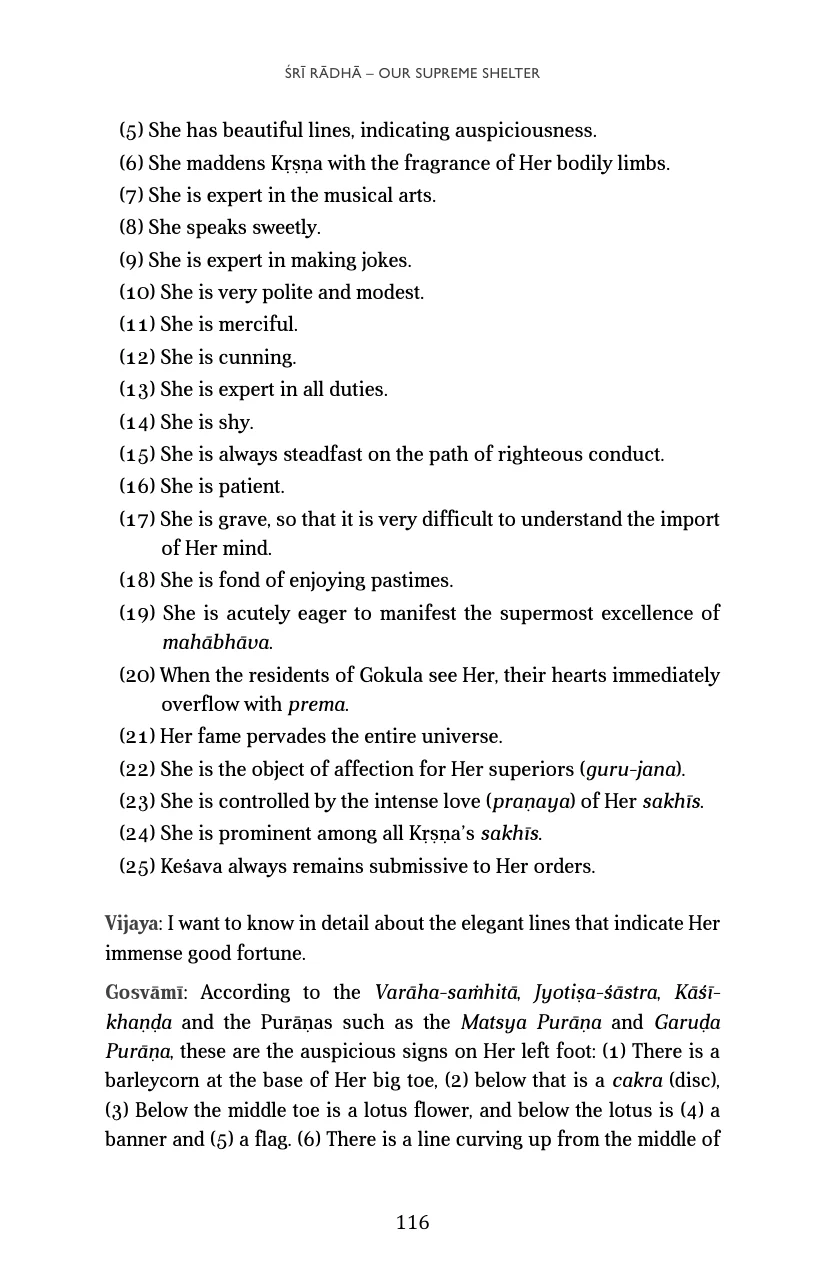 ŚRĪ RĀDHĀ – OUR SUPREME SHELTER
(5) She has beautiful lines, indicating auspiciousness.
(6) She maddens Kṛṣṇa with the fragrance of Her bodily limbs.
(7) She is expert in the musical arts.
(8) She speaks sweetly.
(9) She is expert in making jokes.
(10) She is very polite and modest.
(11) She is merciful.
(12) She is cunning.
(13) She is expert in all duties.
(14) She is shy.
(15) She is always steadfast on the path of righteous conduct.
(16) She is patient.
(17) She is grave, so that it is very difficult to understand the import
of Her mind.
(18) She is fond of enjoying pastimes.
(19) She is acutely eager to manifest the supermost excellence of
mahābhāva.
(20) When the residents of Gokula see Her, their hearts immediately
overflow with prema.
(21) Her fame pervades the entire universe.
(22) She is the object of affection for Her superiors (guru-jana).
(23) She is controlled by the intense love (praṇaya) of Her sakhīs.
(24) She is prominent among all Kṛṣṇa’s sakhīs.
(25) Keśava always remains submissive to Her orders.
Vijaya: I want to know in detail about the elegant lines that indicate Her
immense good fortune.
Gosvāmī: According to the Varāha-saṁhitā, Jyotiṣa-śāstra, Kāśī-
khaṇḍa and the Purāṇas such as the Matsya Purāṇa and Garuḍa
Purāṇa, these are the auspicious signs on Her left foot: (1) There is a
barleycorn at the base of Her big toe, (2) below that is a cakra (disc),
(3) Below the middle toe is a lotus flower, and below the lotus is (4) a
banner and (5) a flag. (6) There is a line curving up from the middle of
116